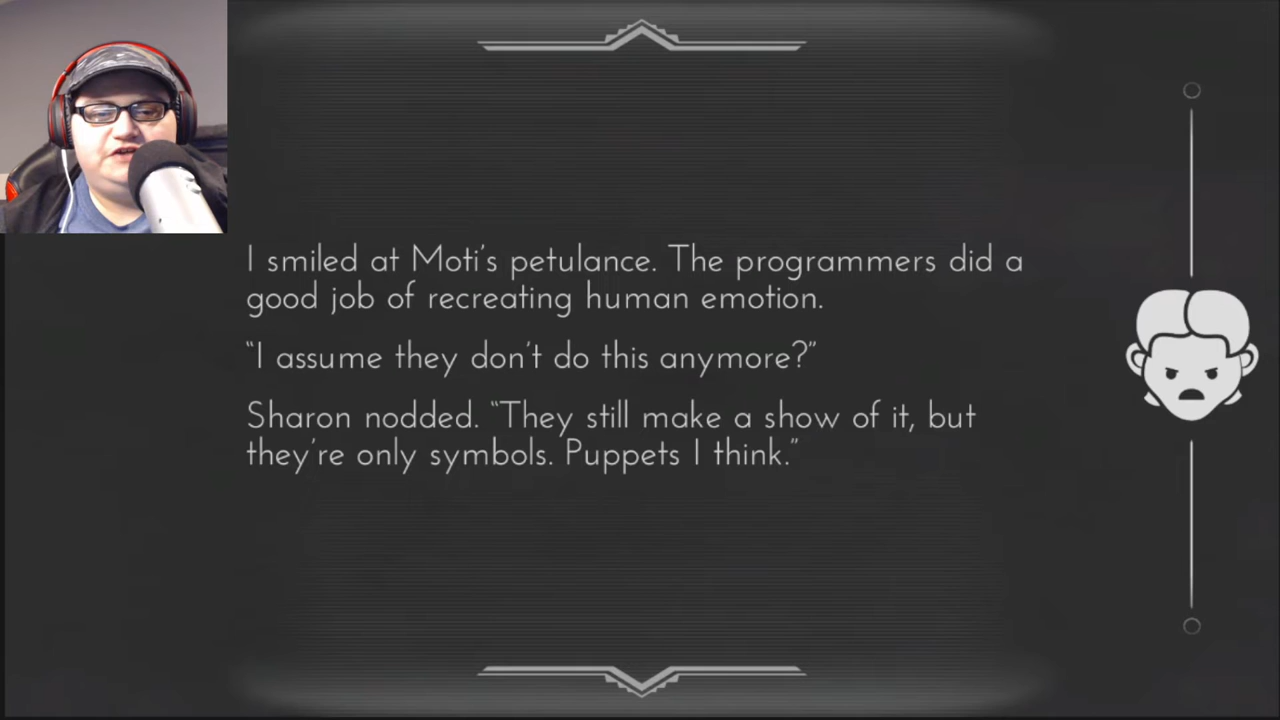 I smiled at Moti's petulance. The programmers did a
good job of recreating human emotion.
“I assume they don't do this anymore?”
Sharon nodded. “They still make a show of it, but
they're only symbols. Puppets I think.”